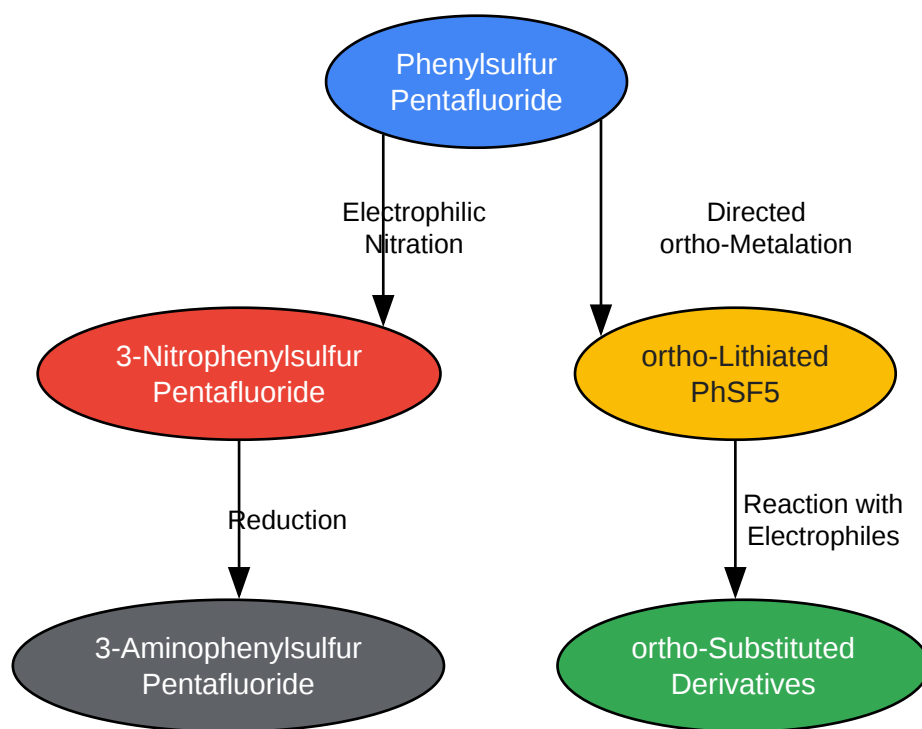 Phenylsulfur
Pentafluoride
Electrophilic
Nitration
Directed
ortho-Metalation
3-Nitrophenylsulfur
Pentafluoride
ortho-Lithiated
PhSF5
Reduction
Reaction with
Electrophiles
3-Aminophenylsulfur
Pentafluoride
ortho-Substituted
Derivatives